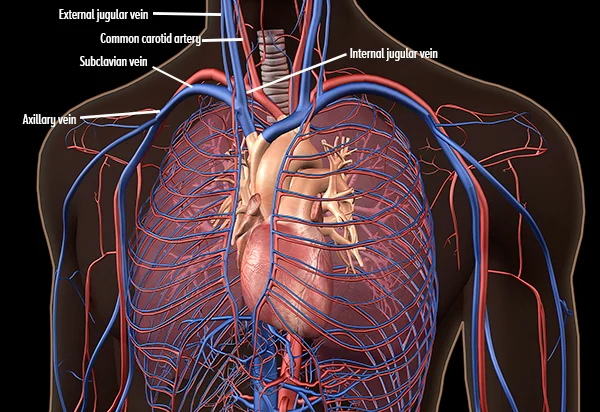 External jugular vein
Common carotid artery
Subclavian vein
Internal jugular vein
Axillary vein